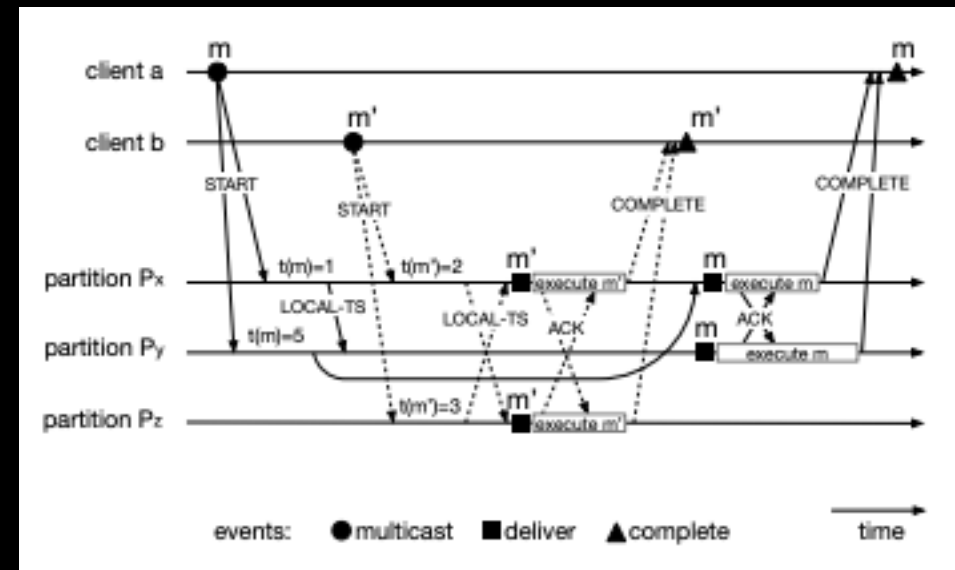 m m
client a
m' m'
client b
START COMPLETE
START COMPLETE
t(m)=1 t(m')=2 m' m
partition Px execute m' execute m
LOCAL-TS LOCAL-TS ACK ACK
t(m)=5 m
partition Py execute m
t(m')=3 m'
partition Pz execute m'
events: multicast deliver complete time